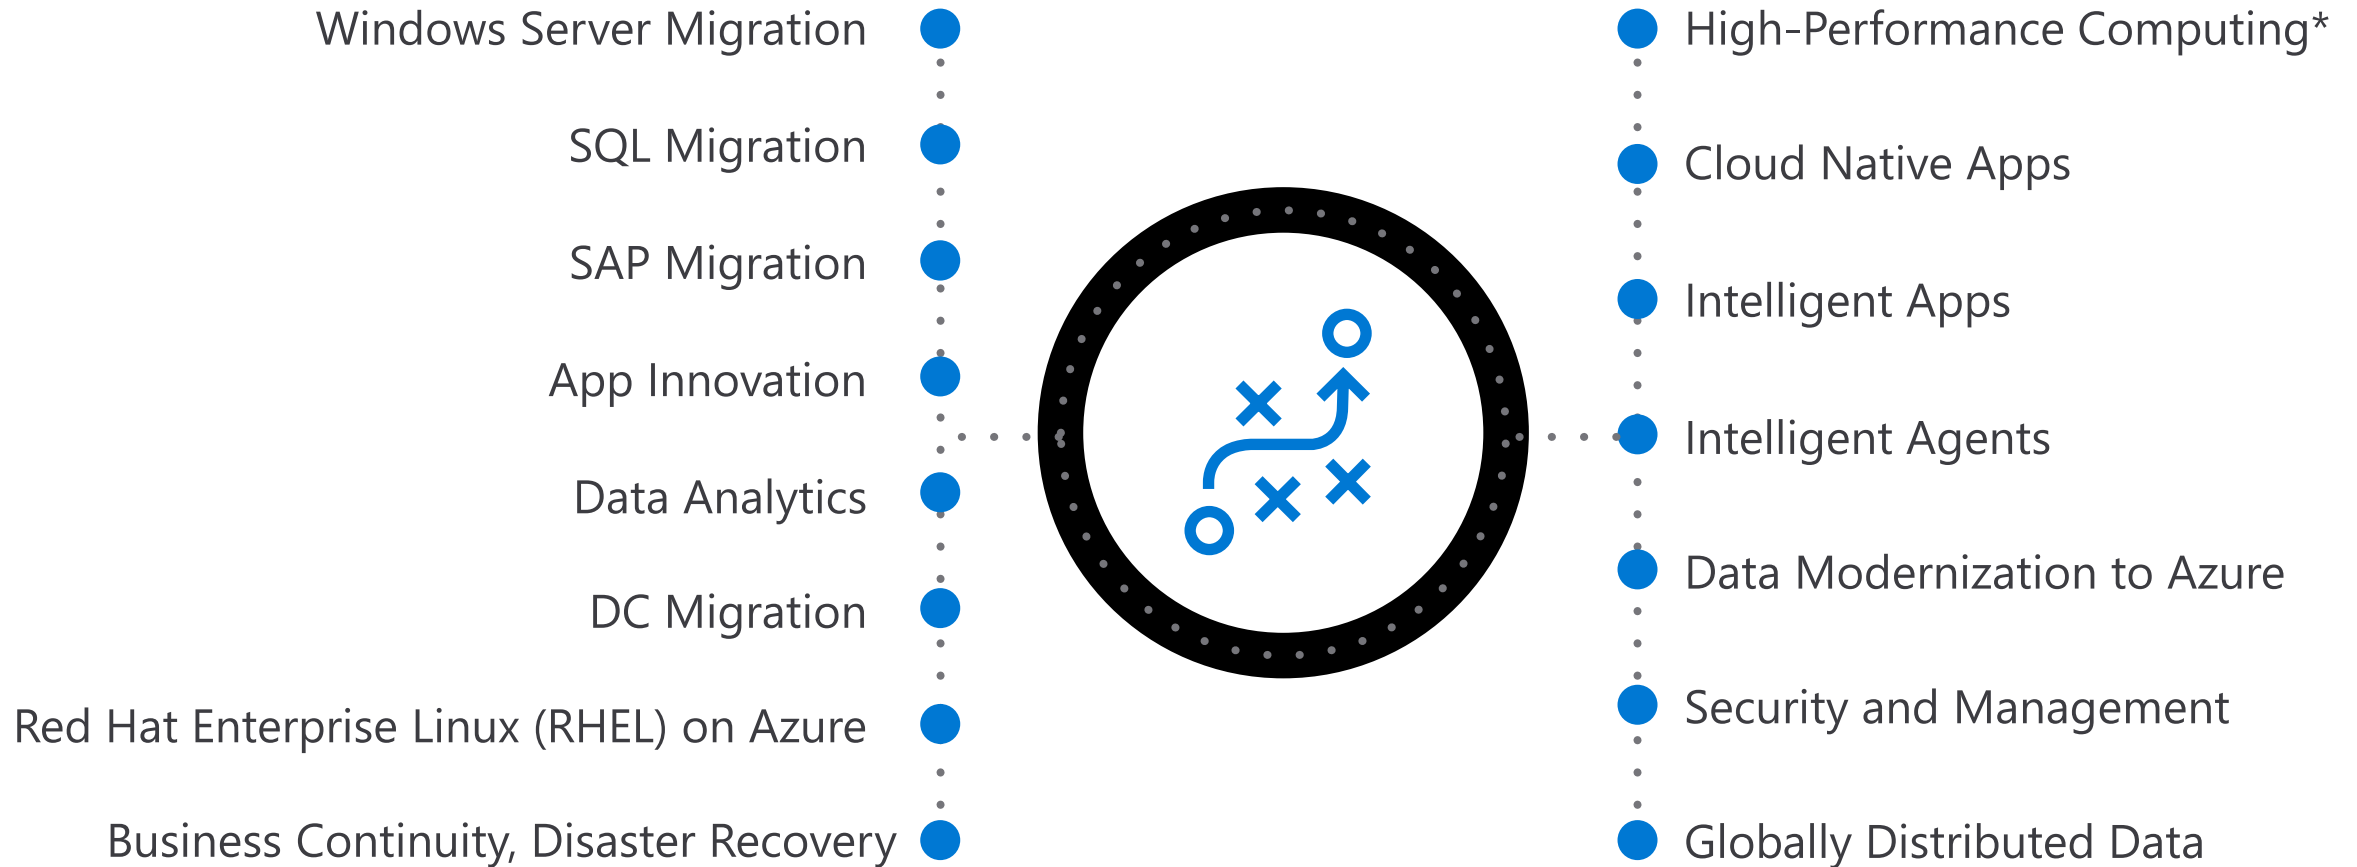 Windows Server Migration
SQL Migration
SAP Migration
App Innovation
Data Analytics
DC Migration
Red Hat Enterprise Linux (RHEL) on Azure
Business Continuity, Disaster Recovery
High-Performance Computing*
Cloud Native Apps
Intelligent Apps
Intelligent Agents
Data Modernization to Azure
Security and Management
Globally Distributed Data